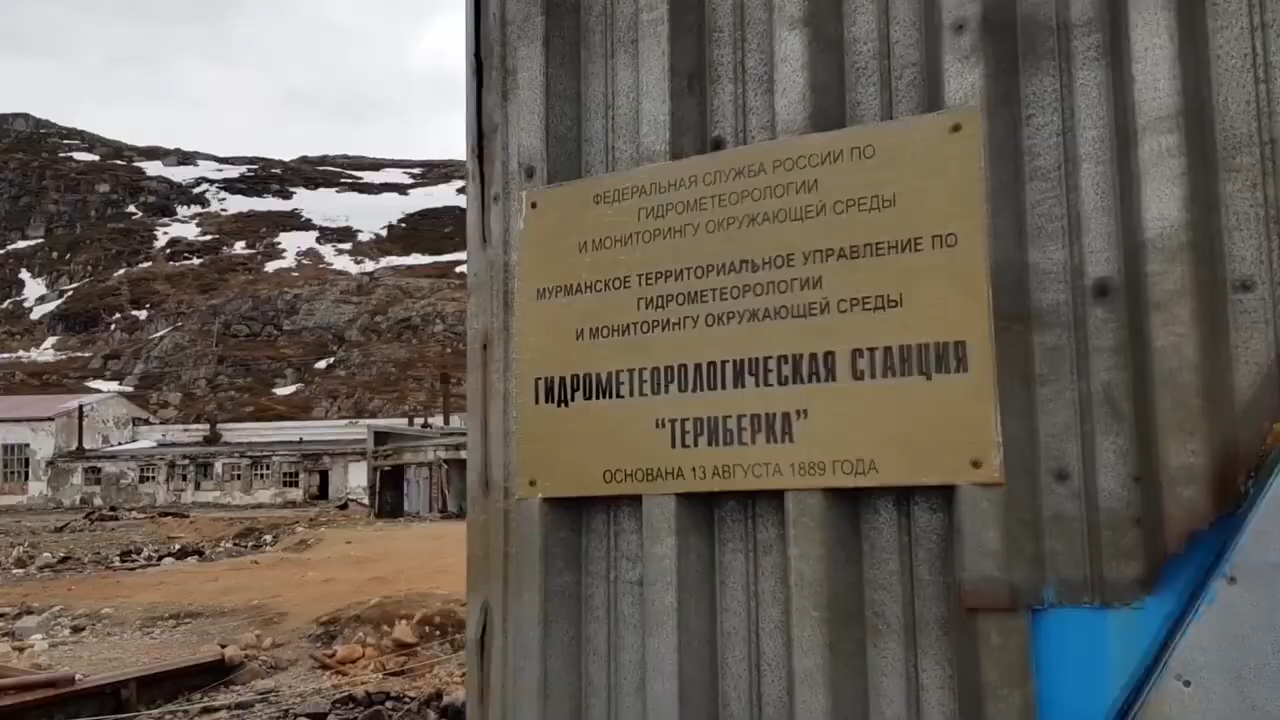 ФЕДЕРАЛЬНАЯ СЛУЖБА РОССИИ ПО
ГИДРОМЕТЕОРОЛОГИИ
И МОНИТОРИНГУ ОКРУЖАЮЩЕЙ СРЕДЫ
МУРМАНСКОЕ ТЕРРИТОРИАЛЬНОЕ УПРАВЛЕНИЕ ПО
ГИДРОМЕТЕОРОЛОГИИ
И МОНИТОРИНГУ ОКРУЖАЮЩЕЙ СРЕДЫ
ГИДРОМЕТЕОРОЛОГИЧЕСКАЯ СТАНЦИЯ
“ТЕРИБЕРКА”
ОСНОВАНА 13 АВГУСТА 1889 ГОДА